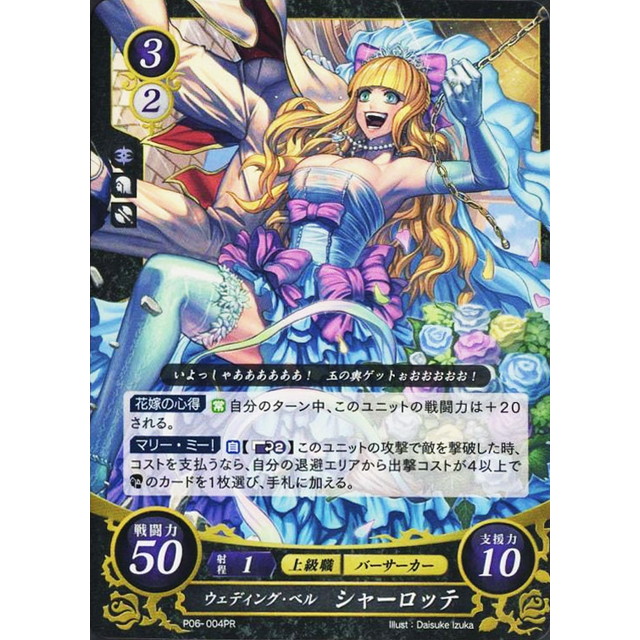 3
2
いよっしゃあああああぁ! 玉の輿ゲットぉおおおおお!
花嫁の心得 常 自分のターン中、このユニットの戦闘力は+20
される。
マリー・ミー! 自【 2】このユニットの攻撃で敵を撃破した時、
コストを支払うなら、自分の退避エリアから出撃コストが4以上で
のカードを1枚選び、手札に加える。
戦闘力
50
射程 1
上級職 バーサーカー
支援力
10
ウェディング・ベル シャーロッテ
P06-004PR
Illust : Daisuke Izuka